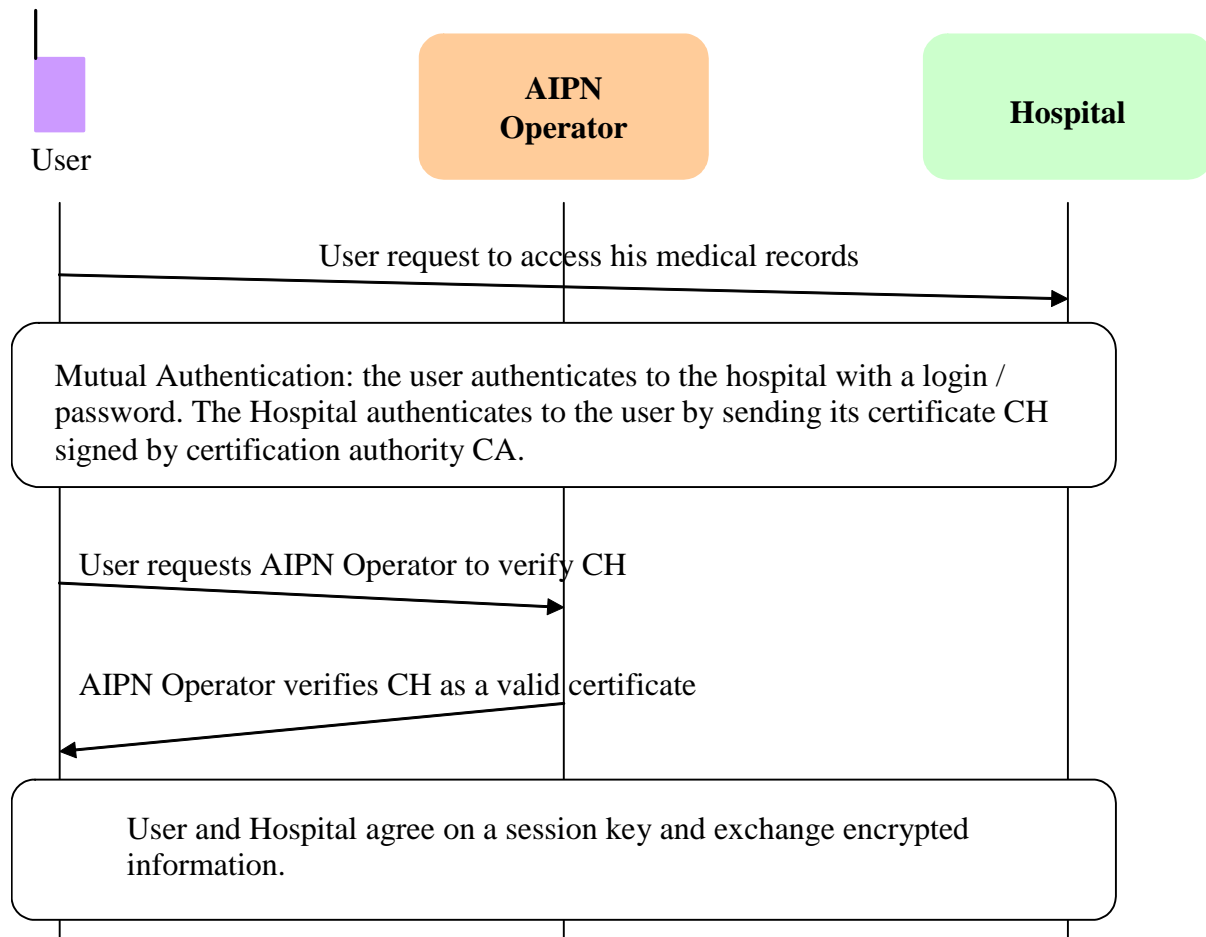 User
AIPN
Operator
Hospital
User request to access his medical records
Mutual Authentication: the user authenticates to the hospital with a login /
password. The Hospital authenticates to the user by sending its certificate CH
signed by certification authority CA.
User requests AIPN Operator to verify CH
AIPN Operator verifies CH as a valid certificate
User and Hospital agree on a session key and exchange encrypted
information.